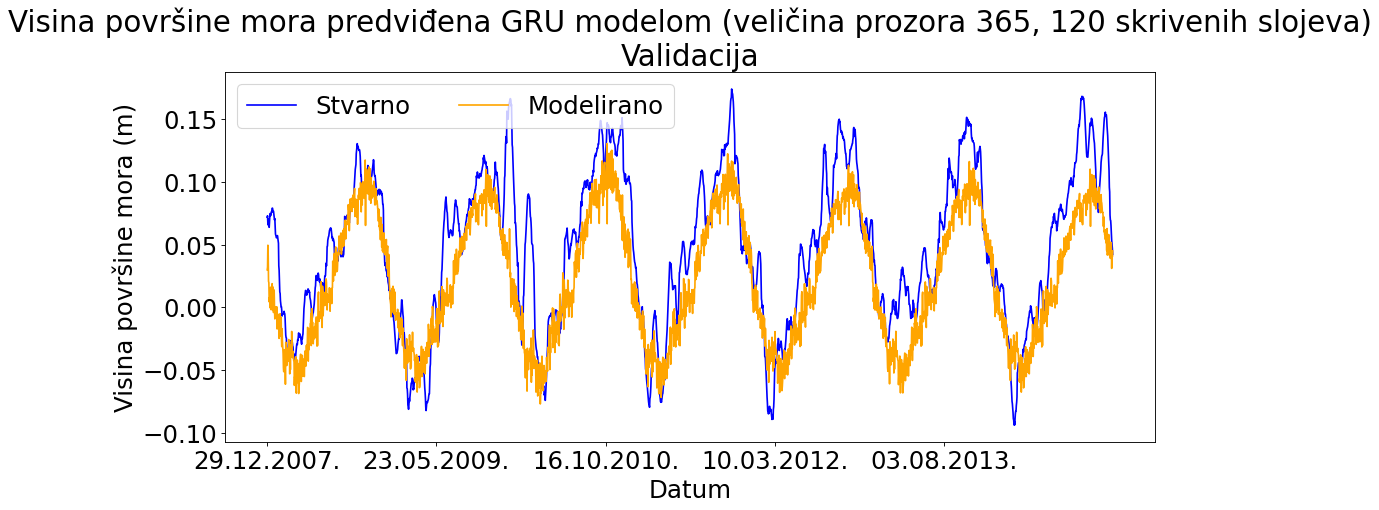 Visina površine mora predviđena GRU modelom (veličina prozora 365, 120 skrivenih slojeva)
Validacija
Stvarno
Modelirano
Visina površine mora (m)
0.15
0.10
0.05
0.00
−0.05
−0.10
29.12.2007.
23.05.2009.
16.10.2010.
10.03.2012.
03.08.2013.
Datum